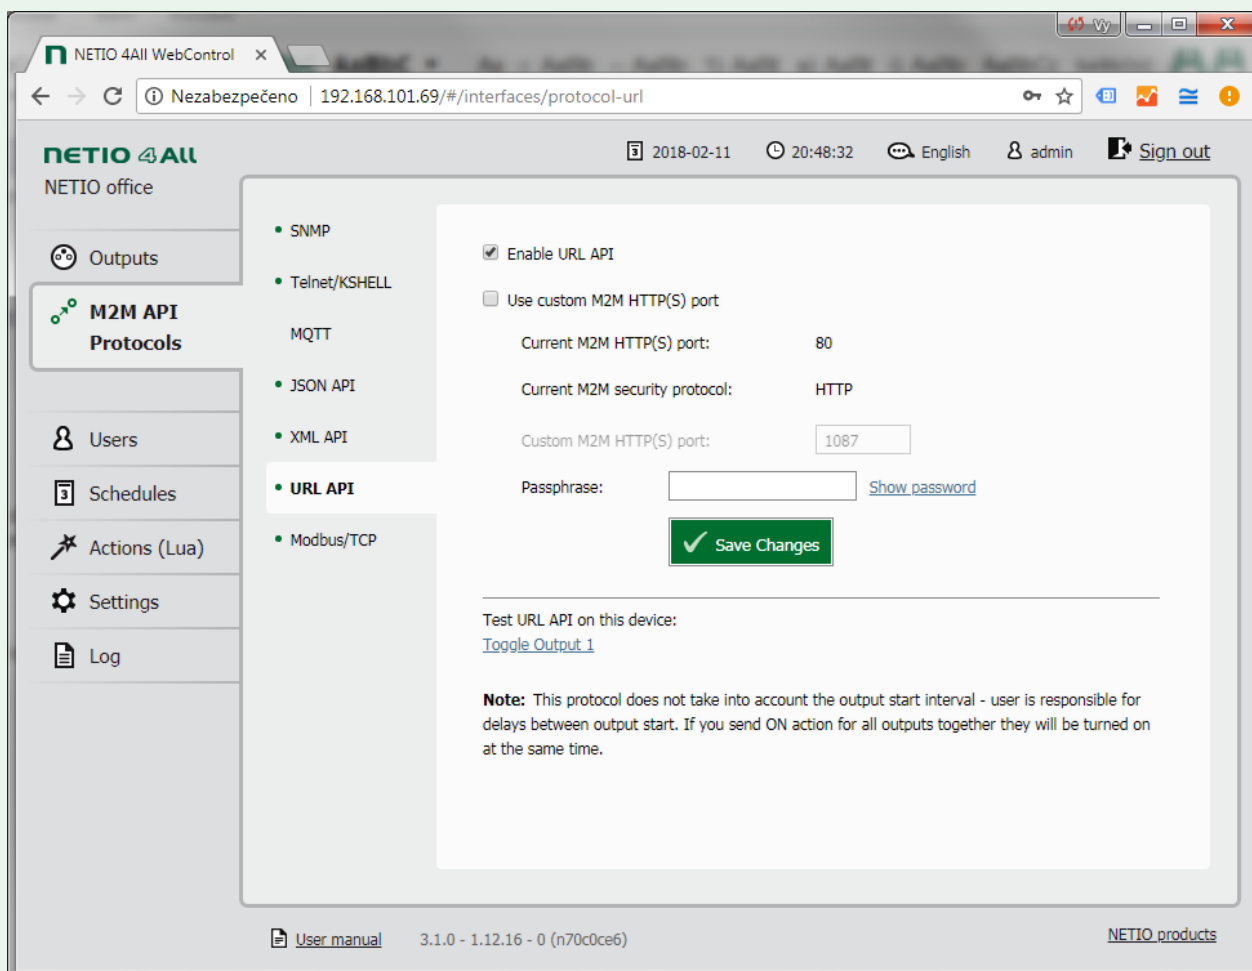 Vy
NETIO 4All WebControl
Nezabezpečeno | 192.168.101.69/#/interfaces/protocol-url
NETIO 4All
NETIO office
3 2018-02-11 20:48:32 English admin Sign out
Outputs
M2M API
Protocols
Users
3 Schedules
Actions (Lua)
Settings
Log
SNMP
Telnet/KSHELL
MQTT
JSON API
XML API
URL API
Modbus/TCP
Enable URL API
Use custom M2M HTTP(S) port
Current M2M HTTP(S) port: 80
Current M2M security protocol: HTTP
Custom M2M HTTP(S) port: 1087
Passphrase: Show password
Save Changes
Test URL API on this device:
Toggle Output 1
Note: This protocol does not take into account the output start interval - user is responsible for
delays between output start. If you send ON action for all outputs together they will be turned on
at the same time.
User manual 3.1.0 - 1.12.16 - 0 (n70c0ce6) NETIO products